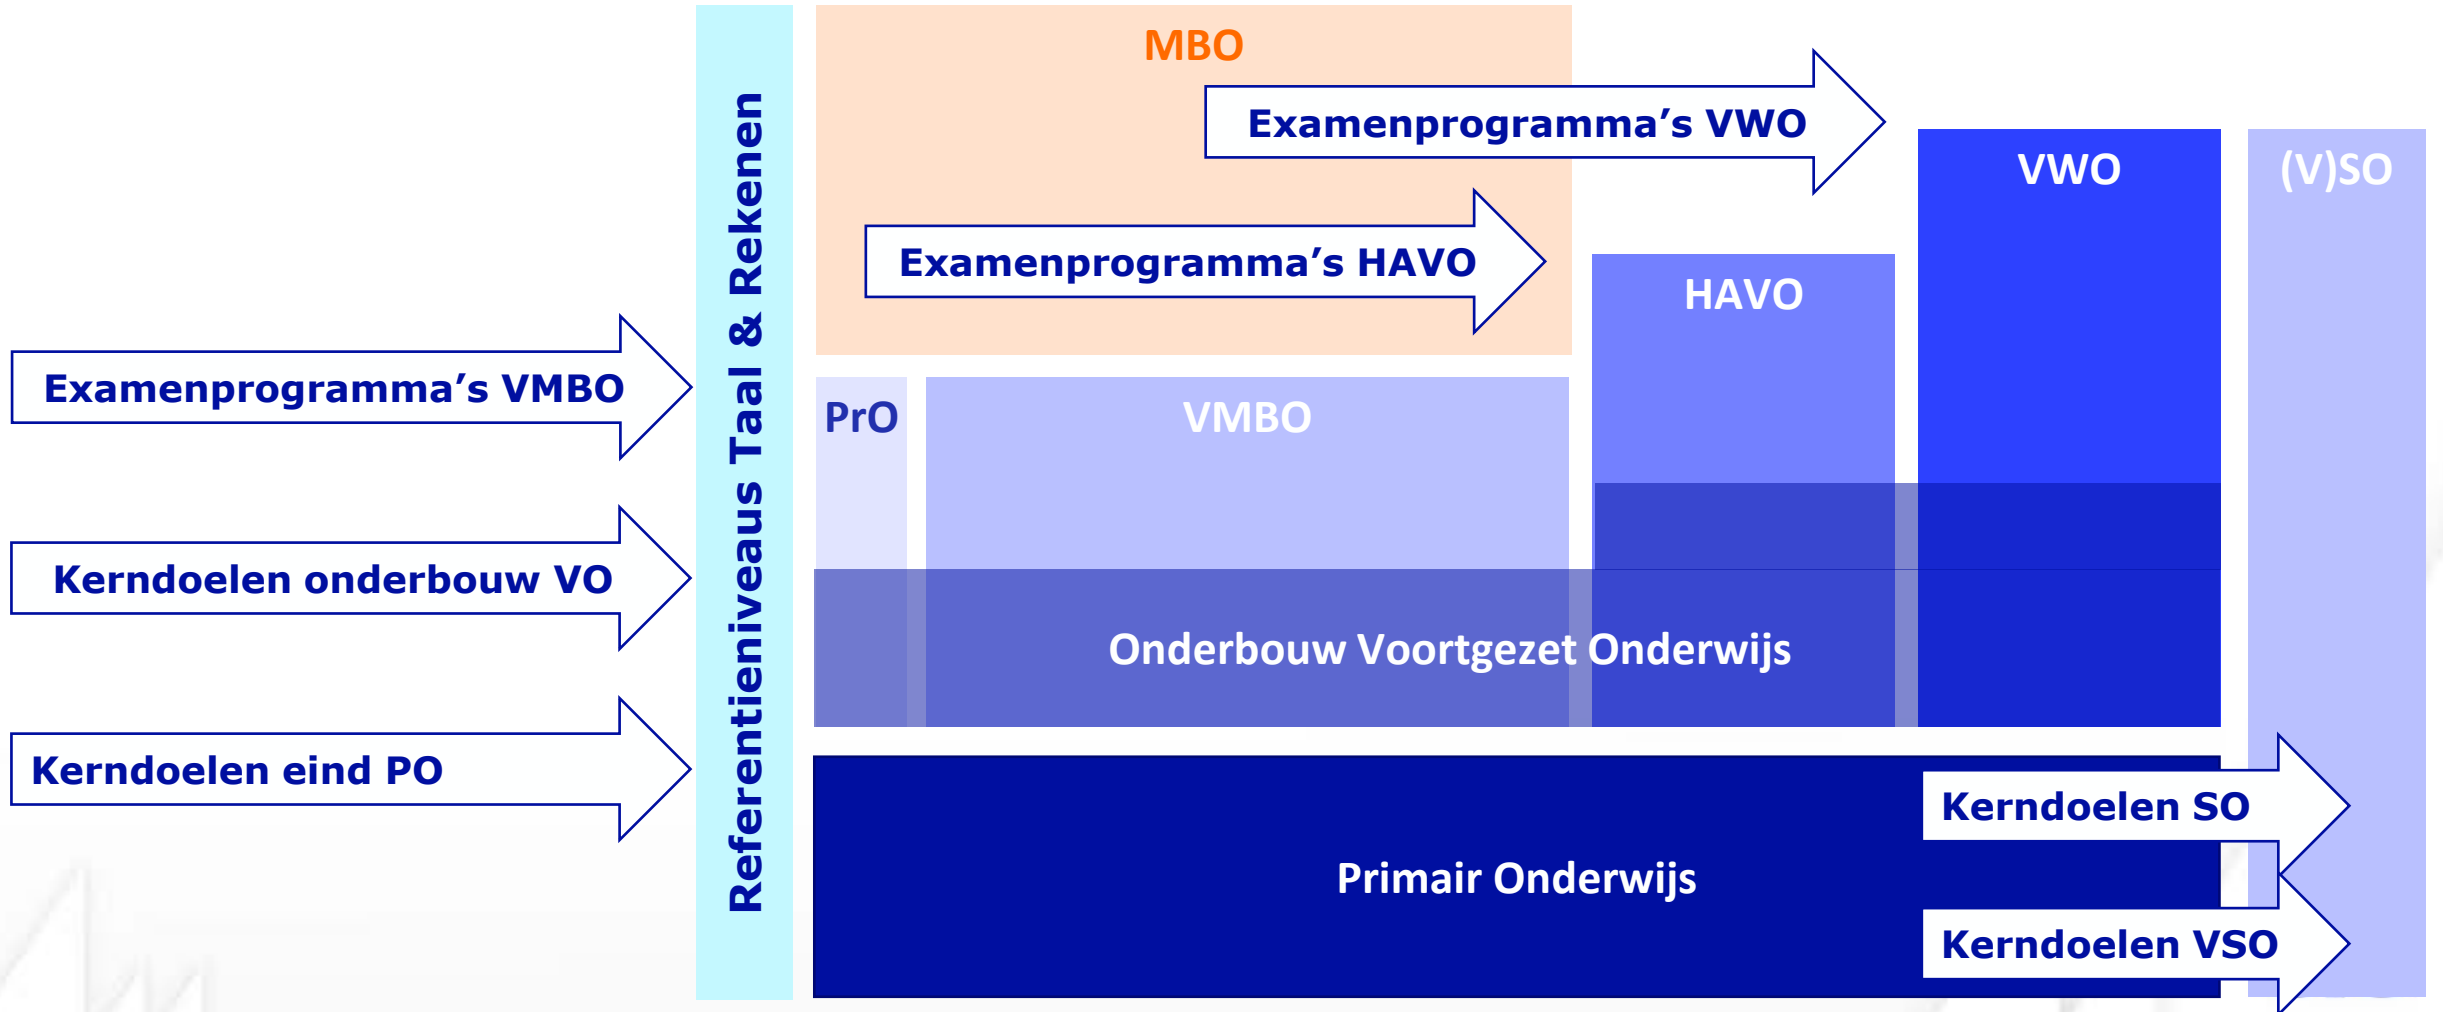 MBO
Examenprogramma’s VWO
VWO
(V)SO
Examenprogramma’s HAVO
HAVO
Examenprogramma’s VMBO
Referentieniveaus Taal & Rekenen
PrO
VMBO
Kerndoelen onderbouw VO
Onderbouw Voortgezet Onderwijs
Kerndoelen eind PO
Kerndoelen SO
Primair Onderwijs
Kerndoelen VSO